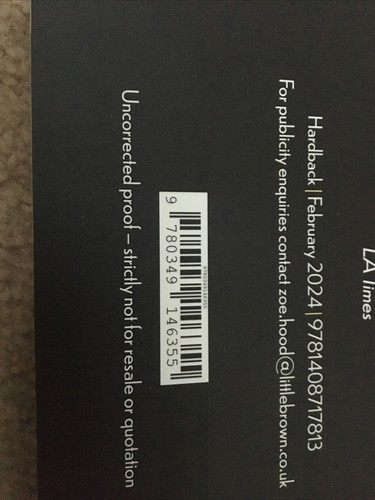 LA Times
Hardback | February 2024 | 9781408717813
For publicity enquiries contact zoe.hood@littlebrown.co.uk
9 780349 146355
Uncorrected proof – strictly not for resale or quotation